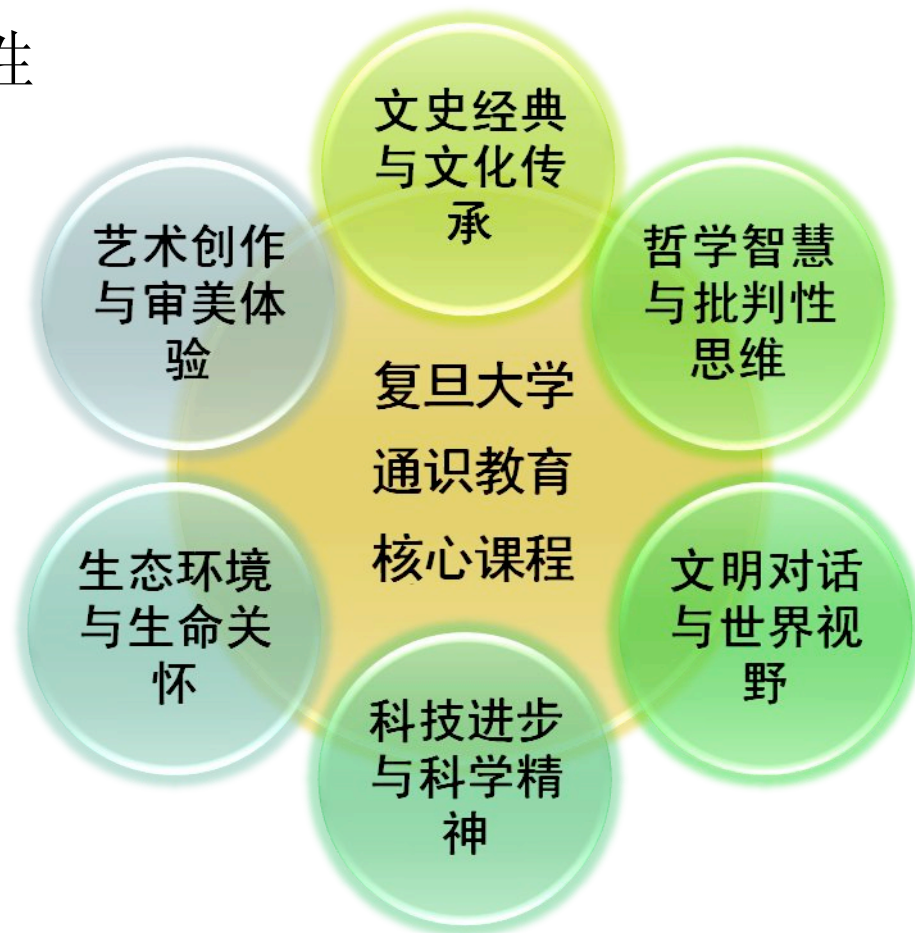 性
文史经典
与文化传
承
哲学智慧
与批判性
思维
文明对话
与世界视
野
科技进步
与科学精
神
生态环境
与生命关
怀
艺术创作
与审美体
验
复旦大学
通识教育
核心课程